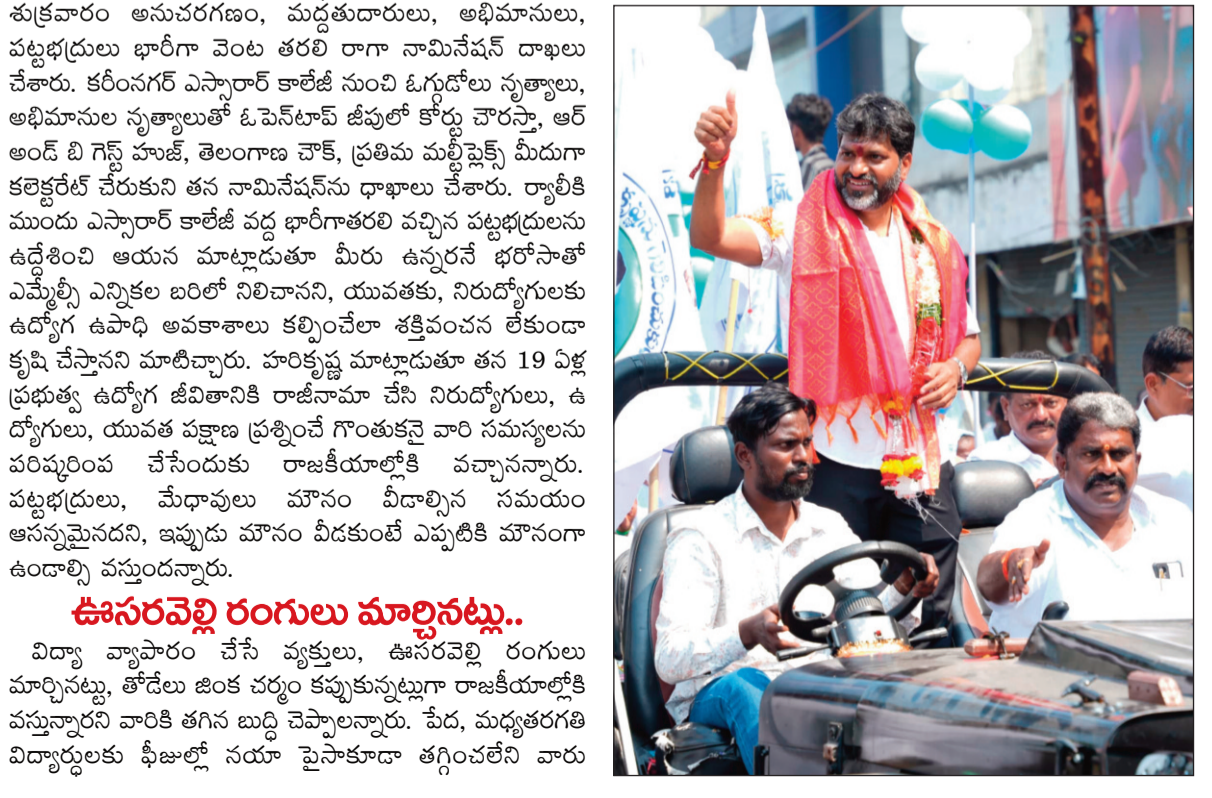 శుక్రవారం అనుచరగణం, మద్దతుదారులు, అభిమానులు,
పట్టభద్రులు భారీగా వెంట తరలి రాగా నామినేషన్ దాఖలు
చేశారు. కరీంనగర్ ఎస్సారార్ కాలేజీ నుంచి ఓగ్గుడోలు నృత్యాలు,
అభిమానుల నృత్యాలుతో ఓపెన్‌టాప్ జీపులో కోర్టు చౌరస్తా, ఆర్
అండ్ బి గెస్ట్ హుజ్, తెలంగాణ చౌక్, ప్రతిమ మల్టీప్లెక్స్ మీదుగా
కలెక్టరేట్ చేరుకుని తన నామినేషన్‌ను ధాఖాలు చేశారు. ర్యాలీకి
ముందు ఎస్సారార్ కాలేజీ వద్ద భారీగాతరలి వచ్చిన పట్టభద్రులను
ఉద్దేశించి ఆయన మాట్లాడుతూ మీరు ఉన్నరనే భరోసాతో
ఎమ్మేల్సీ ఎన్నికల బరిలో నిలిచానని, యువతకు, నిరుద్యోగులకు
ఉద్యోగ ఉపాధి అవకాశాలు కల్పించేలా శక్తివంచన లేకుండా
కృషి చేస్తానని మాటిచ్చారు. హరికృష్ణ మాట్లాడుతూ తన 19 ఏళ్ల
ప్రభుత్వ ఉద్యోగ జీవితానికి రాజీనామా చేసి నిరుద్యోగులు, ఉ
ద్యోగులు, యువత పక్షాణ ప్రశ్నించే గొంతుకనై వారి సమస్యలను
పరిష్కరింప చేసేందుకు రాజకీయాల్లోకి వచ్చానన్నారు.
పట్టభద్రులు, మేధావులు మౌనం వీడాల్సిన సమయం
ఆసన్నమైనదని, ఇప్పుడు మౌనం వీడకుంటే ఎప్పటికి మౌనంగా
ఉండాల్సి వస్తుందన్నారు.
ఊసరవెల్లి రంగులు మార్చినట్లు..
విద్యా వ్యాపారం చేసే వ్యక్తులు, ఊసరవెల్లి రంగులు
మార్చినట్టు, తోడేలు జింక చర్మం కప్పుకున్నట్లుగా రాజకీయాల్లోకి
వస్తున్నారని వారికి తగిన బుద్ధి చెప్పాలన్నారు. పేద, మధ్యతరగతి
విద్యార్ధులకు ఫీజుల్లో నయా పైసాకూడా తగ్గించలేని వారు